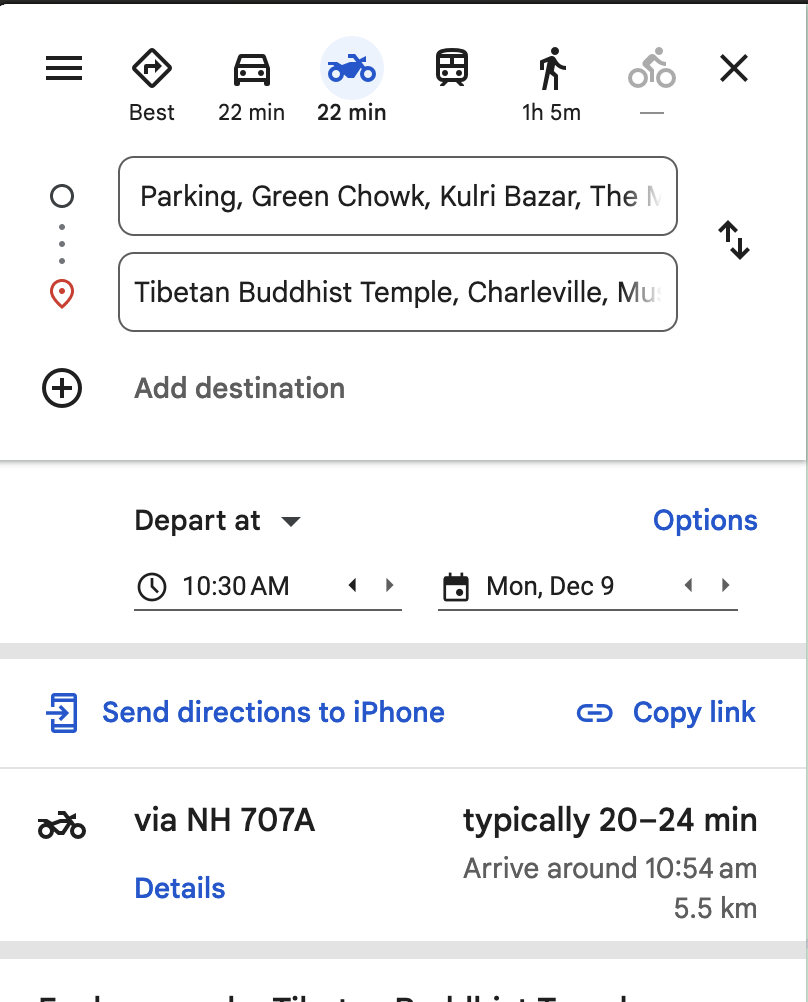 Best
22 min
22 min
1h 5m
—
Parking, Green Chowk, Kulri Bazar, The
Tibetan Buddhist Temple, Charleville,
Add destination
Depart at
Options
10:30 AM
Mon, Dec 9
Send directions to iPhone
Copy link
via NH 707A
typically 20–24 min
Details
Arrive around 10:54 am
5.5 km